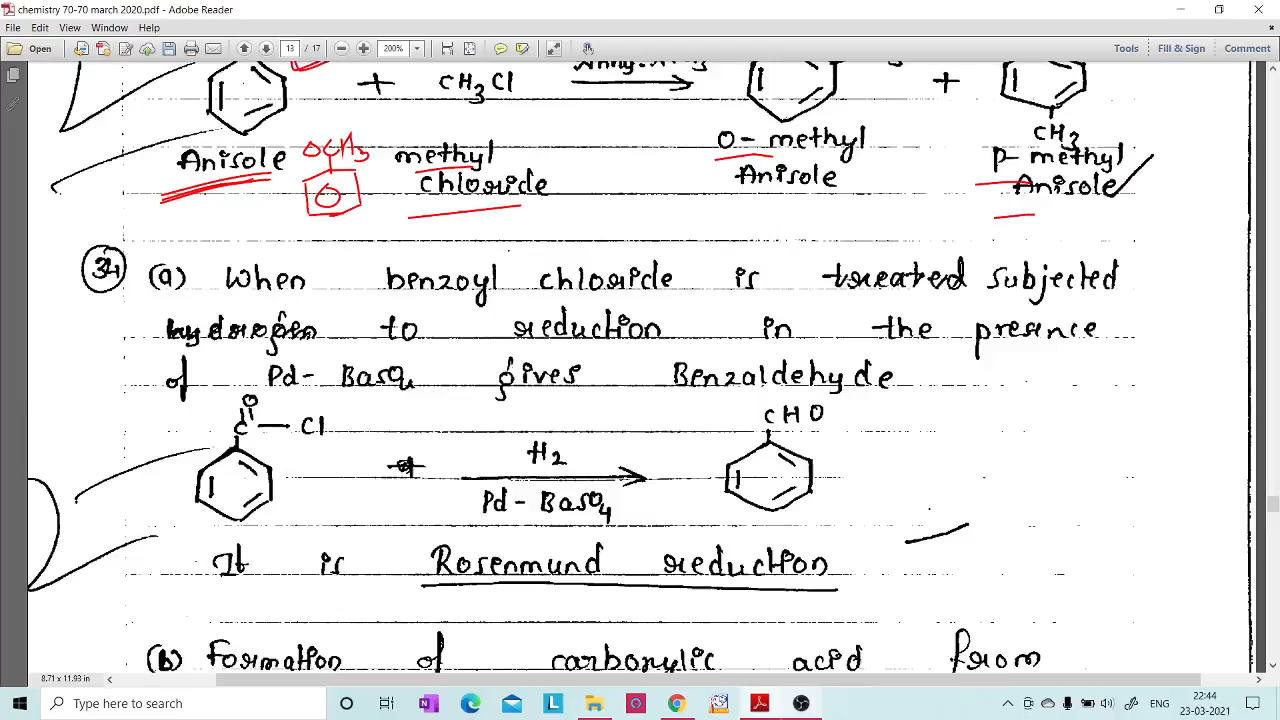 chemistry 70-70 march 2020.pdf - Adobe Reader
File Edit View Window Help
Open 13 / 17 200% Tools Fill & Sign Comment
+ CH3Cl +
CH3
Anisole OCH3 methyl chloride O- methyl Anisole p- methyl Anisole
34 (a) When benzoyl chloride is treated subjected
hydrogen to reduction in the presence
of Pd- BaSO4 gives Benzaldehyde
O
C — Cl CHO
+ H2
Pd - BaSO4
It is Rosenmund reduction
(b) Formation of carboxylic acid from
8.71 x 11.93 in
Type here to search
ENG 22:44
23-03-2021